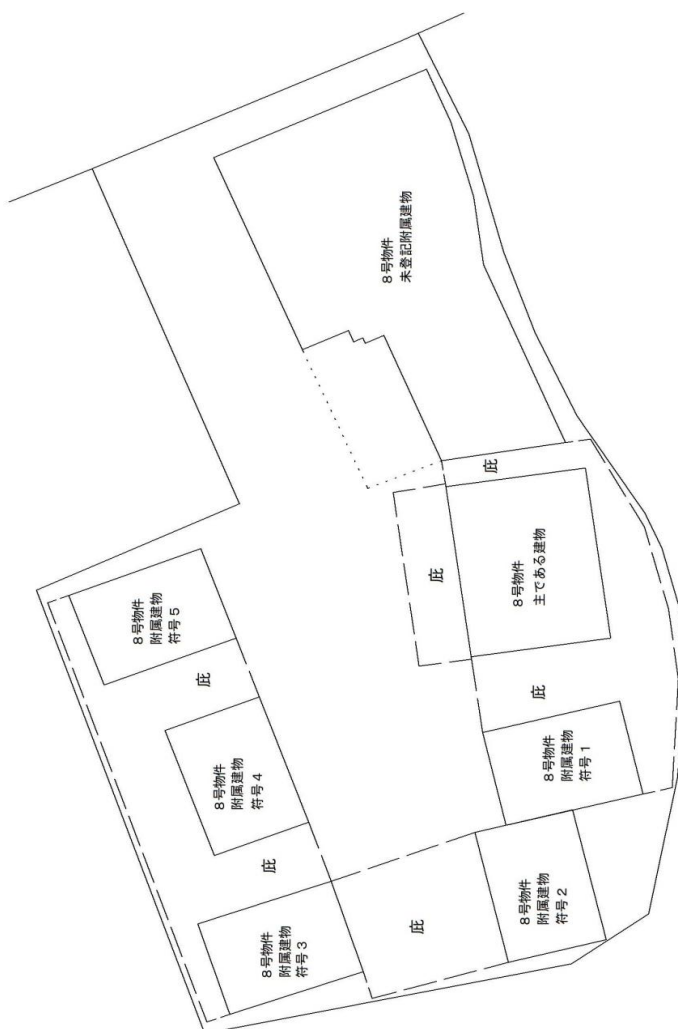 8号物件
未登記附属建物
庇
庇
8号物件
主である建物
8号物件
附属建物
符号5
庇
庇
8号物件
附属建物
符号4
8号物件
附属建物
符号1
庇
8号物件
附属建物
符号3
庇
8号物件
附属建物
符号2